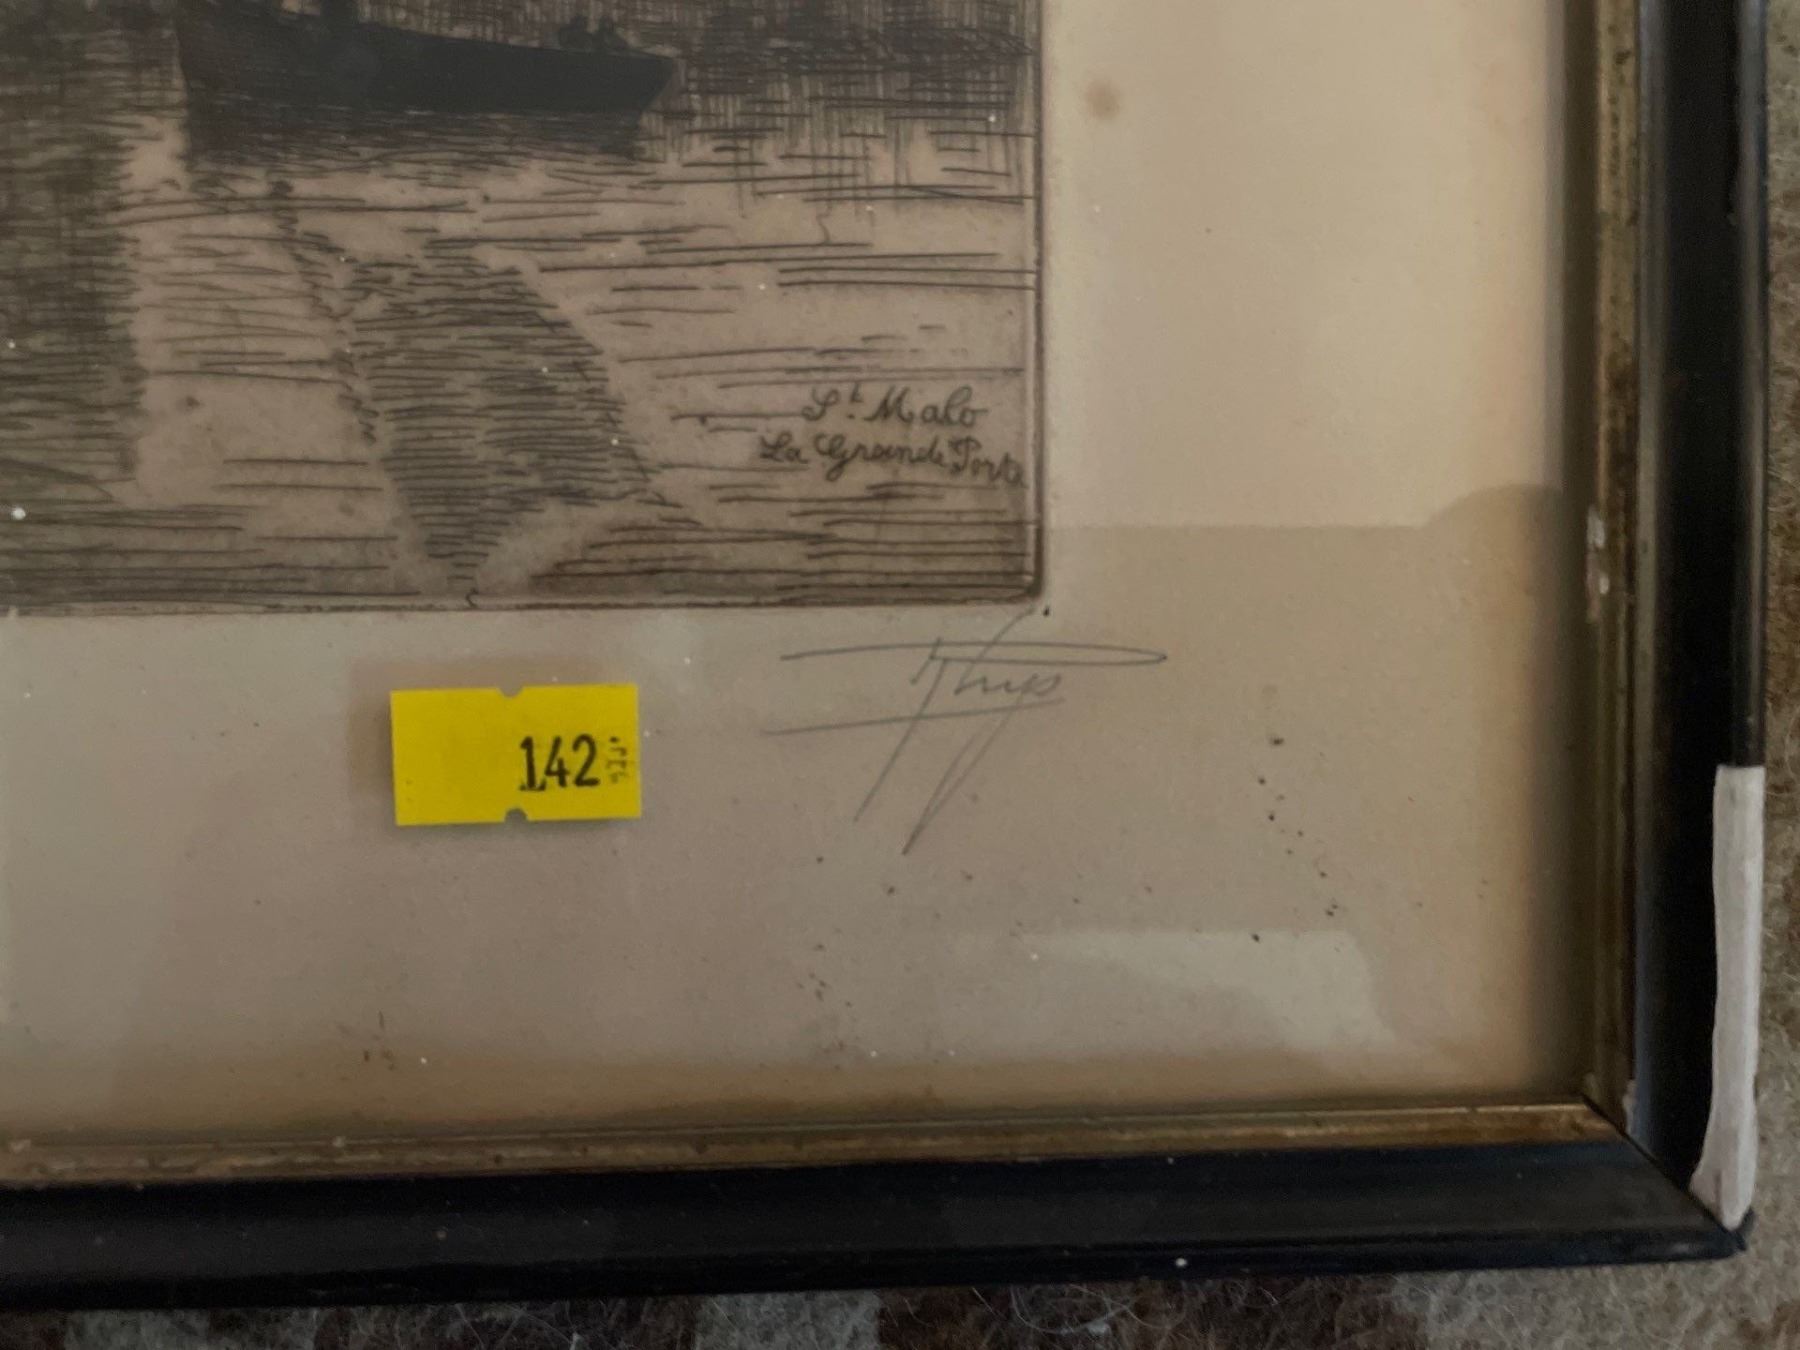 St Malo
La Grande Porte
142